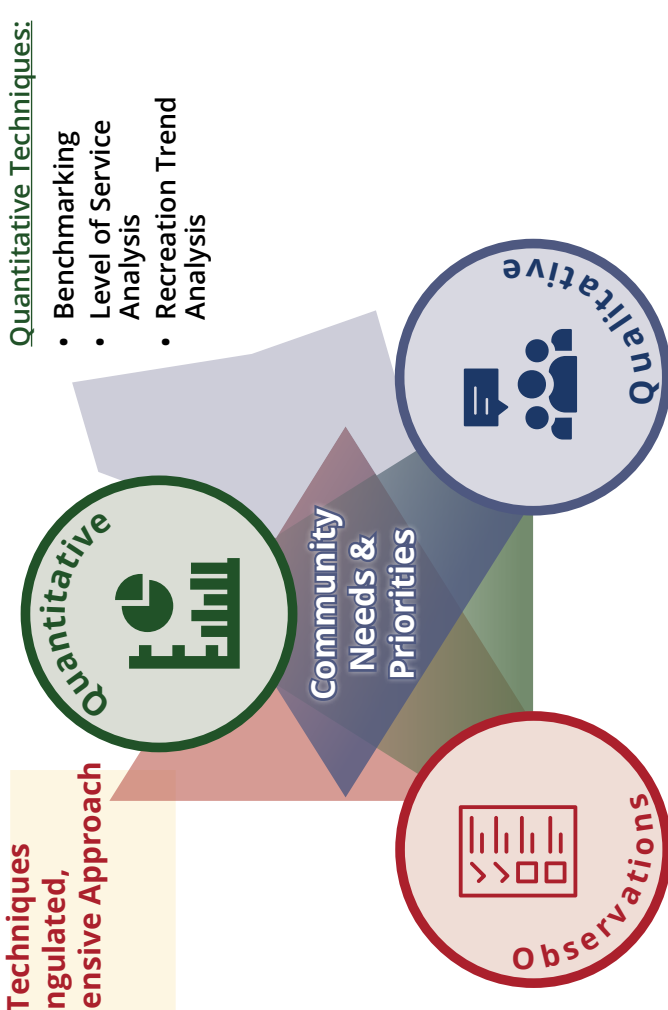 Techniques
ngulated,
ensive Approach
Quantitative Techniques:
• Benchmarking
• Level of Service
Analysis
• Recreation Trend
Analysis
Quantitative
Community
Needs &
Priorities
Observations
Qualitative